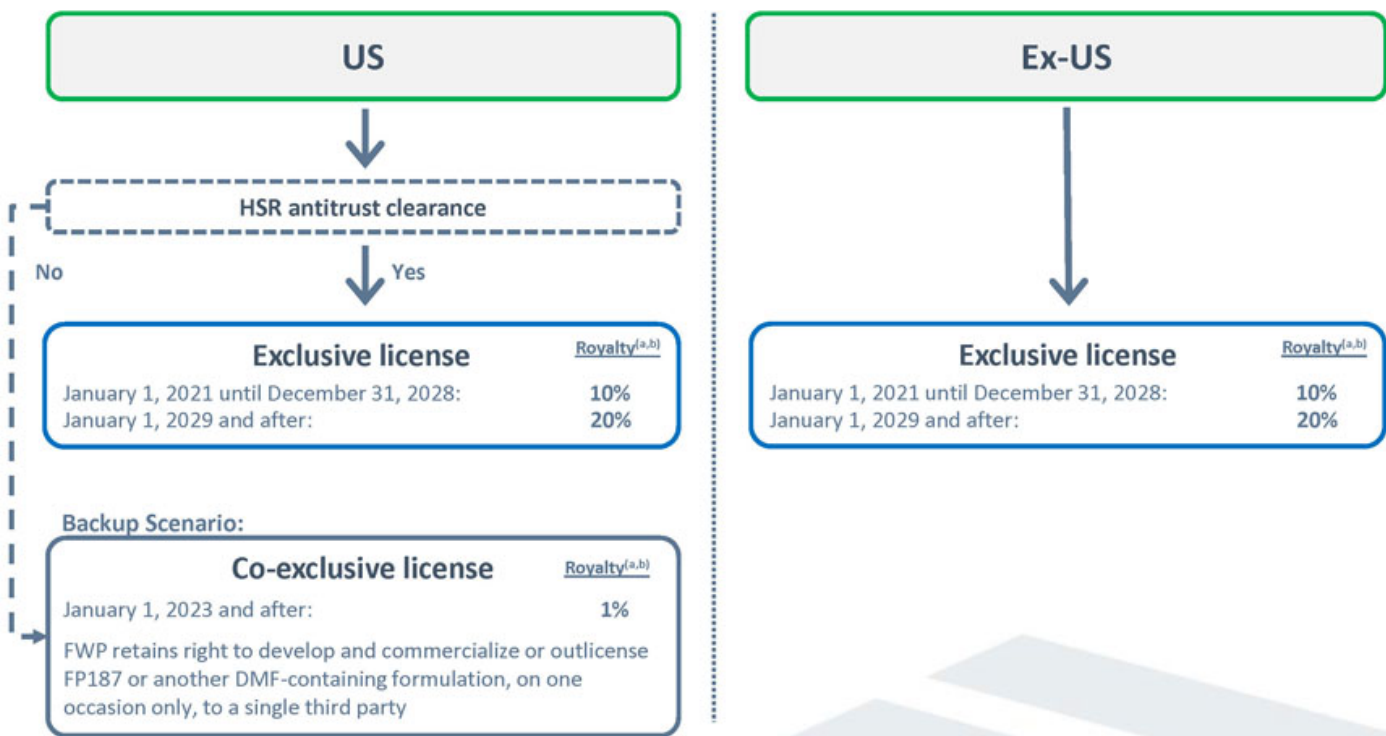 US
HSR antitrust clearance
No
Yes
Exclusive license
Royalty(a,b)
January 1, 2021 until December 31, 2028:
10%
January 1, 2029 and after:
20%
Backup Scenario:
Co-exclusive license
Royalty(a,b)
January 1, 2023 and after:
1%
FWP retains right to develop and commercialize or outlicense
FP187 or another DMF-containing formulation, on one
occasion only, to a single third party
Ex-US
Exclusive license
Royalty(a,b)
January 1, 2021 until December 31, 2028:
10%
January 1, 2029 and after:
20%